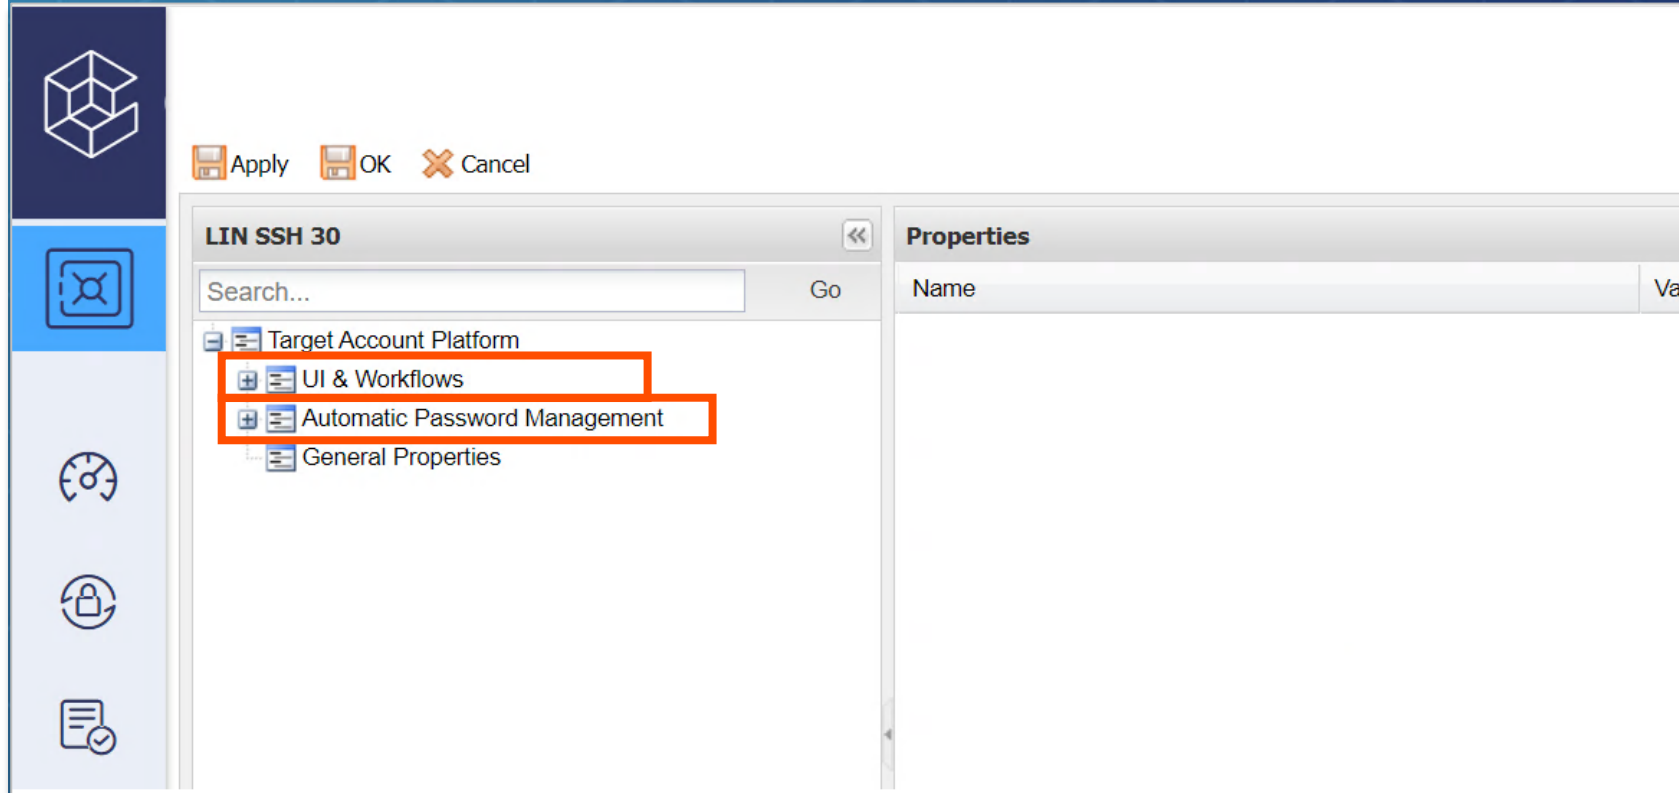 Apply OK Cancel
LIN SSH 30
Properties
Search... Go
Name
Target Account Platform
UI & Workflows
Automatic Password Management
General Properties